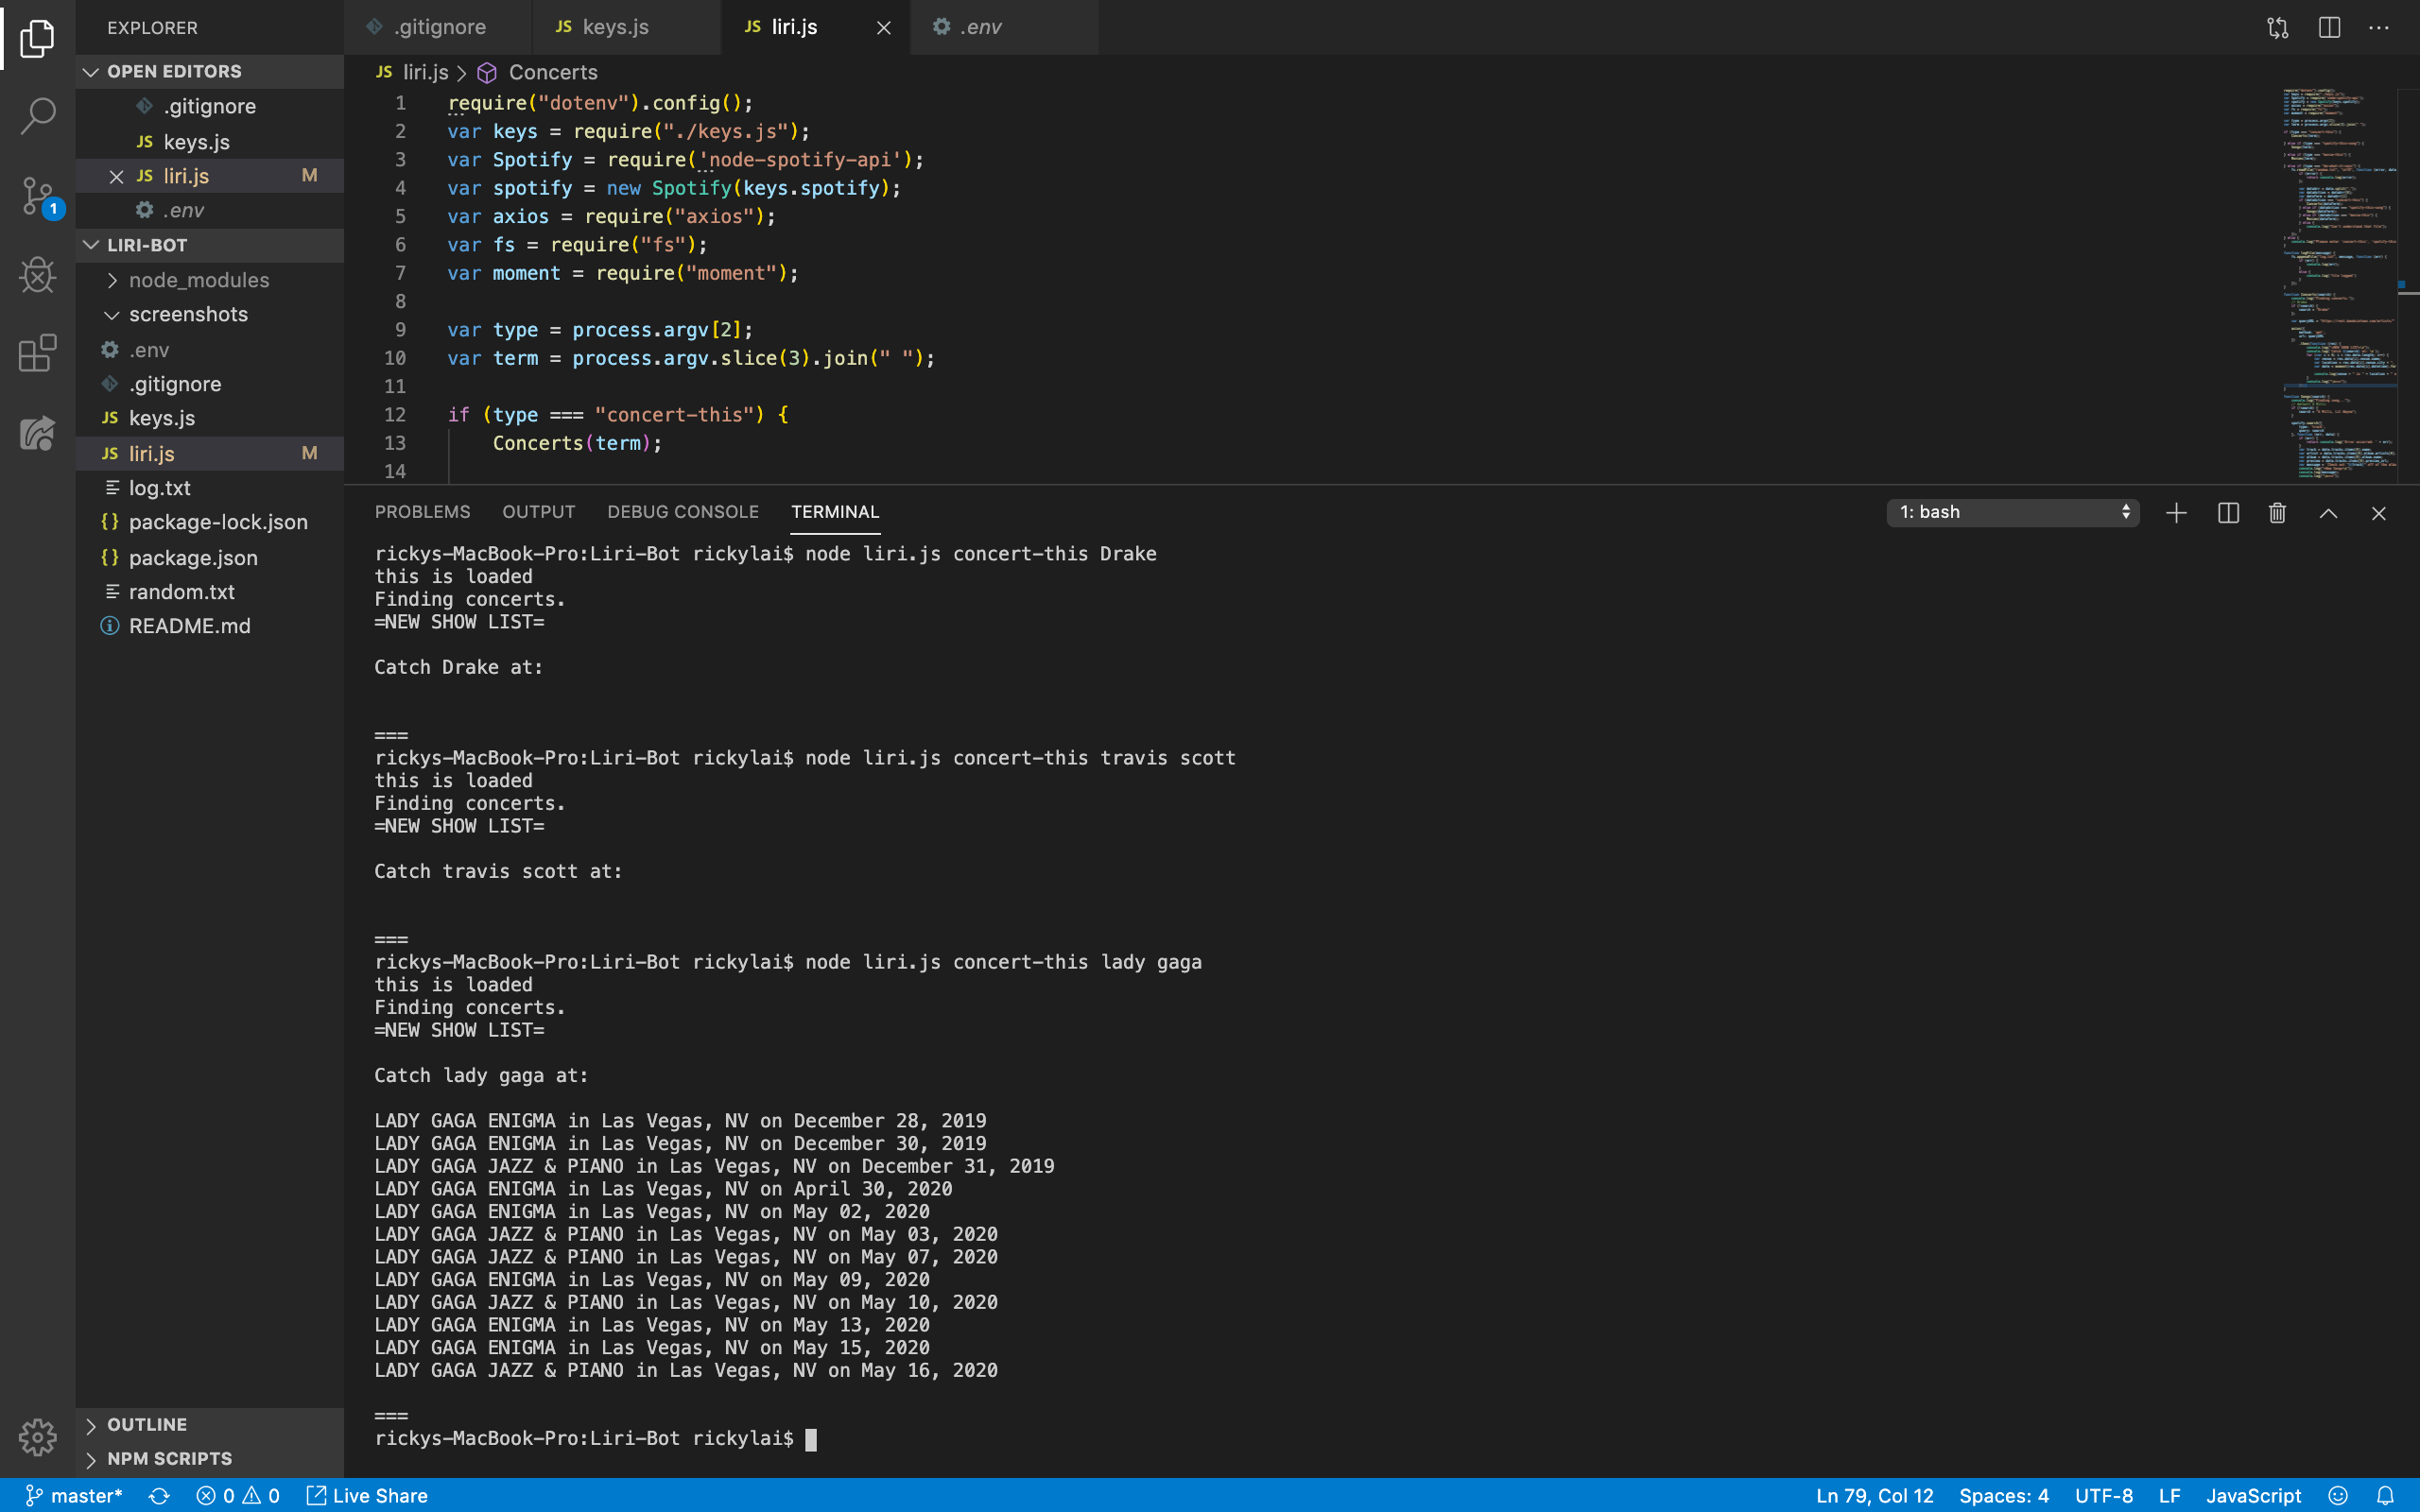 EXPLORER
OPEN EDITORS
.gitignore
JS keys.js
JS liri.js M
.env
LIRI-BOT
node_modules
screenshots
.env
.gitignore
JS keys.js
JS liri.js M
log.txt
{} package-lock.json
{} package.json
random.txt
README.md
OUTLINE
NPM SCRIPTS
1
.gitignore
JS keys.js
JS liri.js
.env
JS liri.js > Concerts
1 require("dotenv").config();
2 var keys = require("./keys.js");
3 var Spotify = require('node-spotify-api');
4 var spotify = new Spotify(keys.spotify);
5 var axios = require("axios");
6 var fs = require("fs");
7 var moment = require("moment");
8
9 var type = process.argv[2];
10 var term = process.argv.slice(3).join(" ");
11
12 if (type === "concert-this") {
13 Concerts(term);
14
PROBLEMS OUTPUT DEBUG CONSOLE TERMINAL
1: bash
rickys-MacBook-Pro:Liri-Bot rickylai$ node liri.js concert-this Drake
this is loaded
Finding concerts.
=NEW SHOW LIST=
Catch Drake at:
===
rickys-MacBook-Pro:Liri-Bot rickylai$ node liri.js concert-this travis scott
this is loaded
Finding concerts.
=NEW SHOW LIST=
Catch travis scott at:
===
rickys-MacBook-Pro:Liri-Bot rickylai$ node liri.js concert-this lady gaga
this is loaded
Finding concerts.
=NEW SHOW LIST=
Catch lady gaga at:
LADY GAGA ENIGMA in Las Vegas, NV on December 28, 2019
LADY GAGA ENIGMA in Las Vegas, NV on December 30, 2019
LADY GAGA JAZZ & PIANO in Las Vegas, NV on December 31, 2019
LADY GAGA ENIGMA in Las Vegas, NV on April 30, 2020
LADY GAGA ENIGMA in Las Vegas, NV on May 02, 2020
LADY GAGA JAZZ & PIANO in Las Vegas, NV on May 03, 2020
LADY GAGA JAZZ & PIANO in Las Vegas, NV on May 07, 2020
LADY GAGA ENIGMA in Las Vegas, NV on May 09, 2020
LADY GAGA JAZZ & PIANO in Las Vegas, NV on May 10, 2020
LADY GAGA ENIGMA in Las Vegas, NV on May 13, 2020
LADY GAGA ENIGMA in Las Vegas, NV on May 15, 2020
LADY GAGA JAZZ & PIANO in Las Vegas, NV on May 16, 2020
===
rickys-MacBook-Pro:Liri-Bot rickylai$
master* 0 0 Live Share
Ln 79, Col 12 Spaces: 4 UTF-8 LF JavaScript